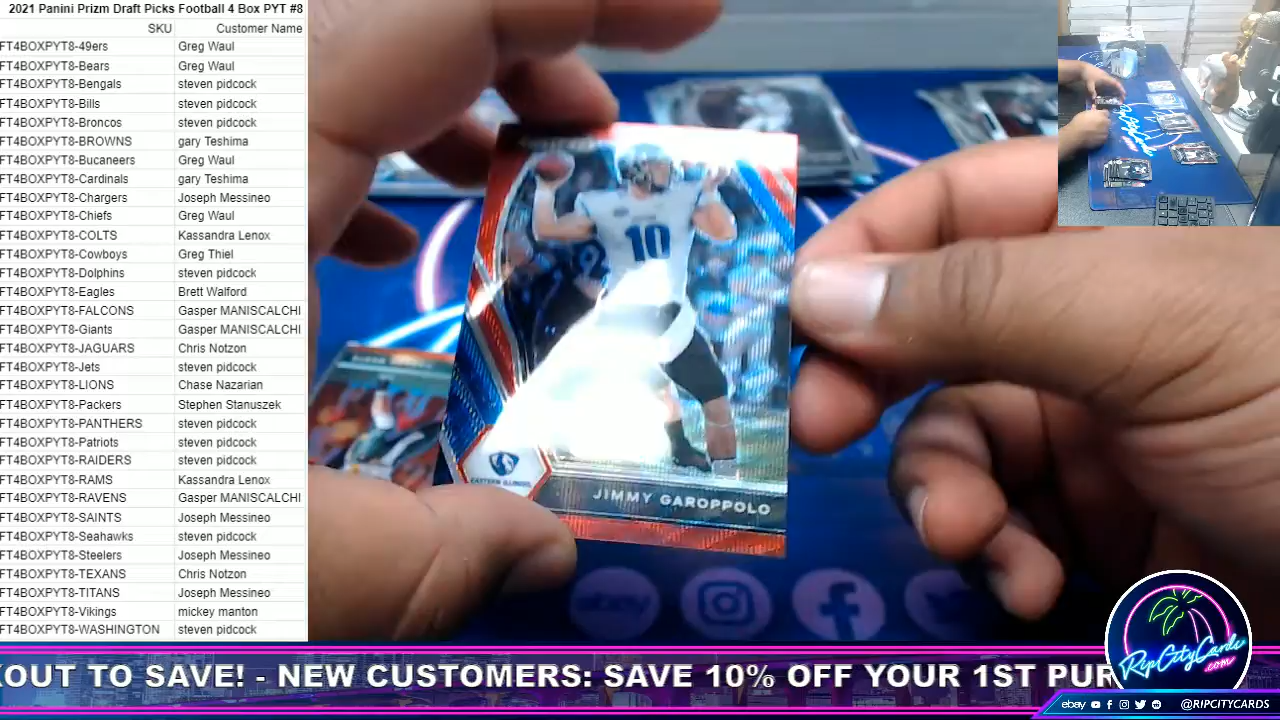 2021 Panini Prizm Draft Picks Football 4 Box PYT #8
SKU Customer Name
FT4BOXPYT8-49ers Greg Waul
FT4BOXPYT8-Bears Greg Waul
FT4BOXPYT8-Bengals steven pidcock
FT4BOXPYT8-Bills steven pidcock
FT4BOXPYT8-Broncos steven pidcock
FT4BOXPYT8-BROWNS gary Teshima
FT4BOXPYT8-Bucaneers Greg Waul
FT4BOXPYT8-Cardinals gary Teshima
FT4BOXPYT8-Chargers Joseph Messineo
FT4BOXPYT8-Chiefs Greg Waul
FT4BOXPYT8-COLTS Kassandra Lenox
FT4BOXPYT8-Cowboys Greg Thiel
FT4BOXPYT8-Dolphins steven pidcock
FT4BOXPYT8-Eagles Brett Walford
FT4BOXPYT8-FALCONS Gasper MANISCALCHI
FT4BOXPYT8-Giants Gasper MANISCALCHI
FT4BOXPYT8-JAGUARS Chris Notzon
FT4BOXPYT8-Jets steven pidcock
FT4BOXPYT8-LIONS Chase Nazarian
FT4BOXPYT8-Packers Stephen Stanuszek
FT4BOXPYT8-PANTHERS steven pidcock
FT4BOXPYT8-Patriots steven pidcock
FT4BOXPYT8-RAIDERS steven pidcock
FT4BOXPYT8-RAMS Kassandra Lenox
FT4BOXPYT8-RAVENS Gasper MANISCALCHI
FT4BOXPYT8-SAINTS Joseph Messineo
FT4BOXPYT8-Seahawks steven pidcock
FT4BOXPYT8-Steelers Joseph Messineo
FT4BOXPYT8-TEXANS Chris Notzon
FT4BOXPYT8-TITANS Joseph Messineo
FT4BOXPYT8-Vikings mickey manton
FT4BOXPYT8-WASHINGTON steven pidcock
10
EASTERN ILLINOIS
JIMMY GAROPPOLO
ebay
KOUT TO SAVE! - NEW CUSTOMERS: SAVE 10% OFF YOUR 1ST PUR
RipCityCards
.com
ebay @RIPCITYCARDS